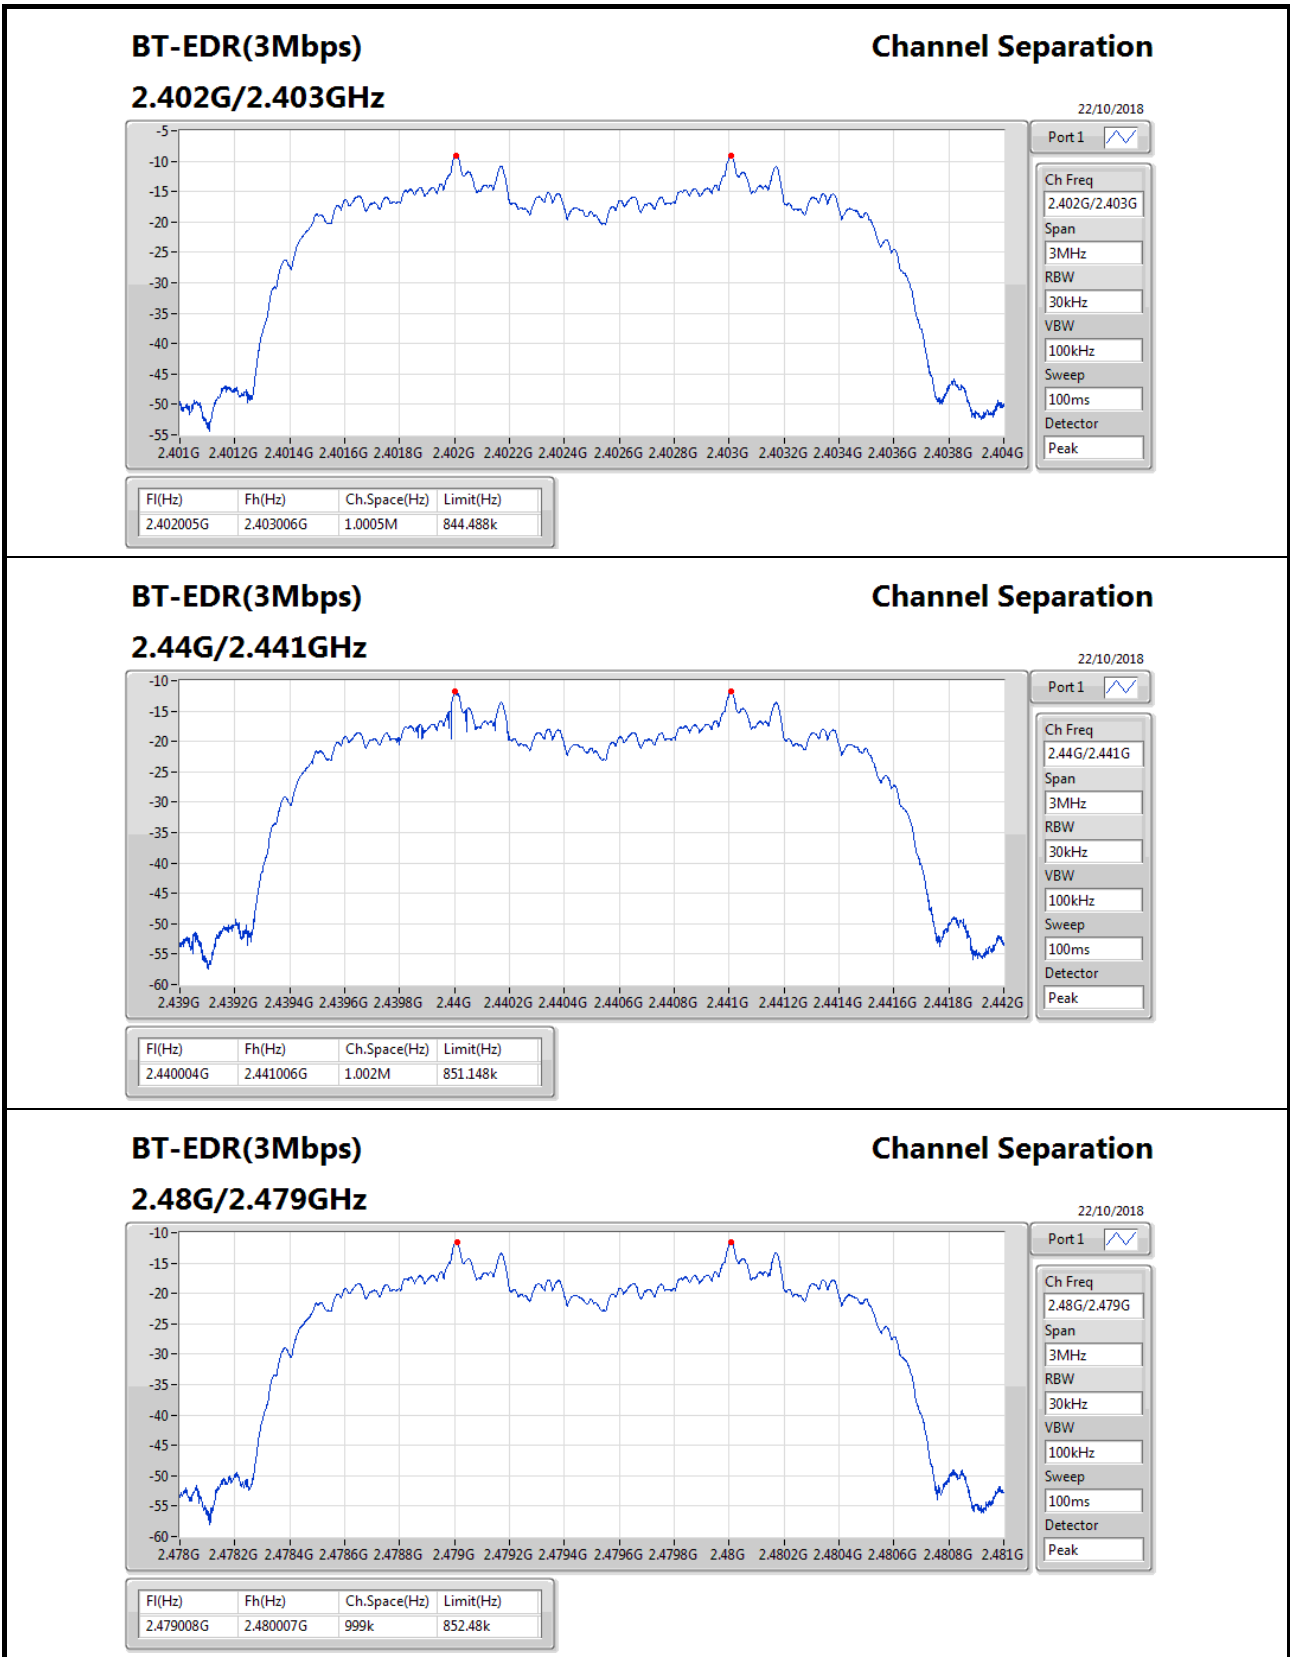 BT-EDR(3Mbps) Channel Separation
2.402G/2.403GHz
22/10/2018
Port 1
-5
-10
-15
-20
-25
-30
-35
-40
-45
-50
-55
2.401G 2.4012G 2.4014G 2.4016G 2.4018G 2.402G 2.4022G 2.4024G 2.4026G 2.4028G 2.403G 2.4032G 2.4034G 2.4036G 2.4038G 2.404G
Ch Freq
2.402G/2.403G
Span
3MHz
RBW
30kHz
VBW
100kHz
Sweep
100ms
Detector
Peak
Fl(Hz) Fh(Hz) Ch.Space(Hz) Limit(Hz)
2.402005G 2.403006G 1.0005M 844.488k
BT-EDR(3Mbps) Channel Separation
2.44G/2.441GHz
22/10/2018
Port 1
-10
-15
-20
-25
-30
-35
-40
-45
-50
-55
-60
2.439G 2.4392G 2.4394G 2.4396G 2.4398G 2.44G 2.4402G 2.4404G 2.4406G 2.4408G 2.441G 2.4412G 2.4414G 2.4416G 2.4418G 2.442G
Ch Freq
2.44G/2.441G
Span
3MHz
RBW
30kHz
VBW
100kHz
Sweep
100ms
Detector
Peak
Fl(Hz) Fh(Hz) Ch.Space(Hz) Limit(Hz)
2.440004G 2.441006G 1.002M 851.148k
BT-EDR(3Mbps) Channel Separation
2.48G/2.479GHz
22/10/2018
Port 1
-10
-15
-20
-25
-30
-35
-40
-45
-50
-55
-60
2.478G 2.4782G 2.4784G 2.4786G 2.4788G 2.479G 2.4792G 2.4794G 2.4796G 2.4798G 2.48G 2.4802G 2.4804G 2.4806G 2.4808G 2.481G
Ch Freq
2.48G/2.479G
Span
3MHz
RBW
30kHz
VBW
100kHz
Sweep
100ms
Detector
Peak
Fl(Hz) Fh(Hz) Ch.Space(Hz) Limit(Hz)
2.479008G 2.480007G 999k 852.48k